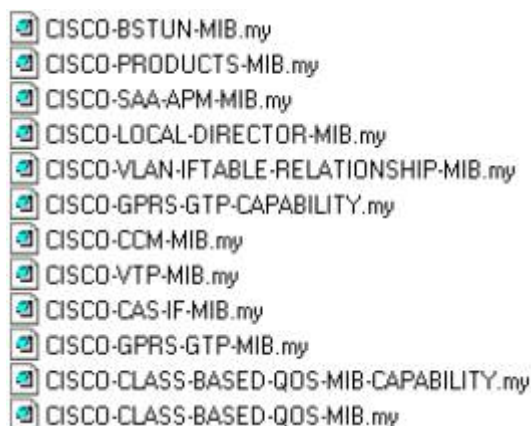 CISCO-BSTUN-MIB.my
CISCO-PRODUCTS-MIB.my
CISCO-SAA-APM-MIB.my
CISCO-LOCAL-DIRECTOR-MIB.my
CISCO-VLAN-IFTABLE-RELATIONSHIP-MIB.my
CISCO-GPRS-GTP-CAPABILITY.my
CISCO-CCM-MIB.my
CISCO-VTP-MIB.my
CISCO-CAS-IF-MIB.my
CISCO-GPRS-GTP-MIB.my
CISCO-CLASS-BASED-QOS-MIB-CAPABILITY.my
CISCO-CLASS-BASED-QOS-MIB.my